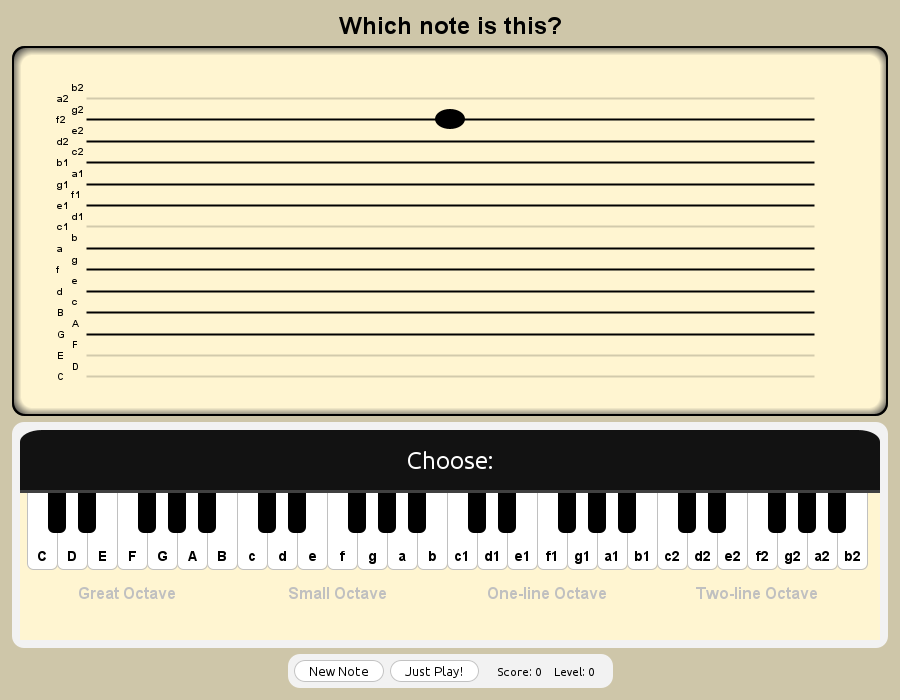 Which note is this?
b2
a2
g2
f2
e2
d2
c2
b1
a1
g1
f1
e1
d1
c1
b
a
g
f
e
d
c
B
A
G
F
E
D
C
Choose:
C D E F G A B c d e f g a b c1 d1 e1 f1 g1 a1 b1 c2 d2 e2 f2 g2 a2 b2
Great Octave Small Octave One-line Octave Two-line Octave
New Note Just Play! Score: 0 Level: 0